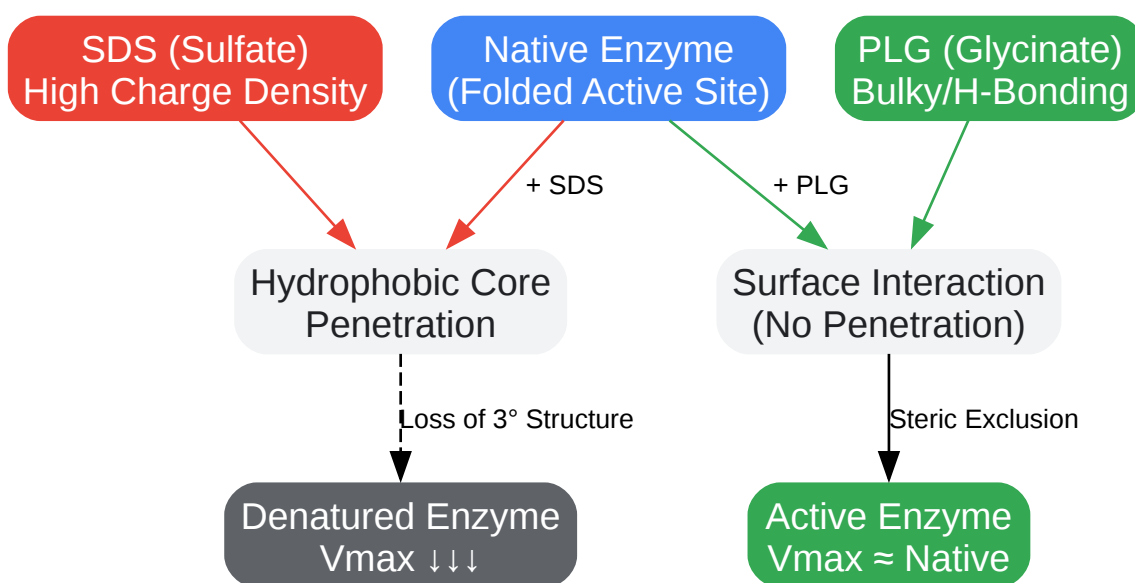 SDS (Sulfate)
High Charge Density
Native Enzyme
(Folded Active Site)
PLG (Glycinate)
Bulky/H-Bonding
+ SDS
+ PLG
Hydrophobic Core
Penetration
Surface Interaction
(No Penetration)
Loss of 3° Structure
Steric Exclusion
Denatured Enzyme
Vmax ↓↓↓
Active Enzyme
Vmax ≈ Native